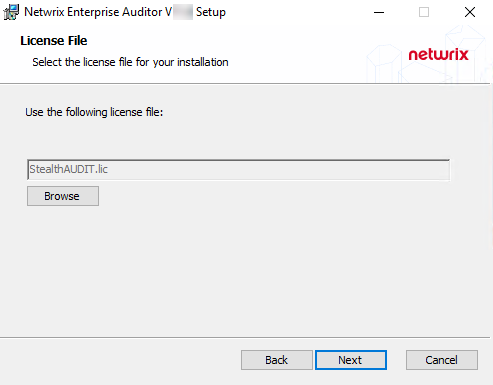 Netwrix Enterprise Auditor V Setup
License File
Select the license file for your installation
netwrix
Use the following license file:
StealthAUDIT.lic
Browse
Back Next Cancel